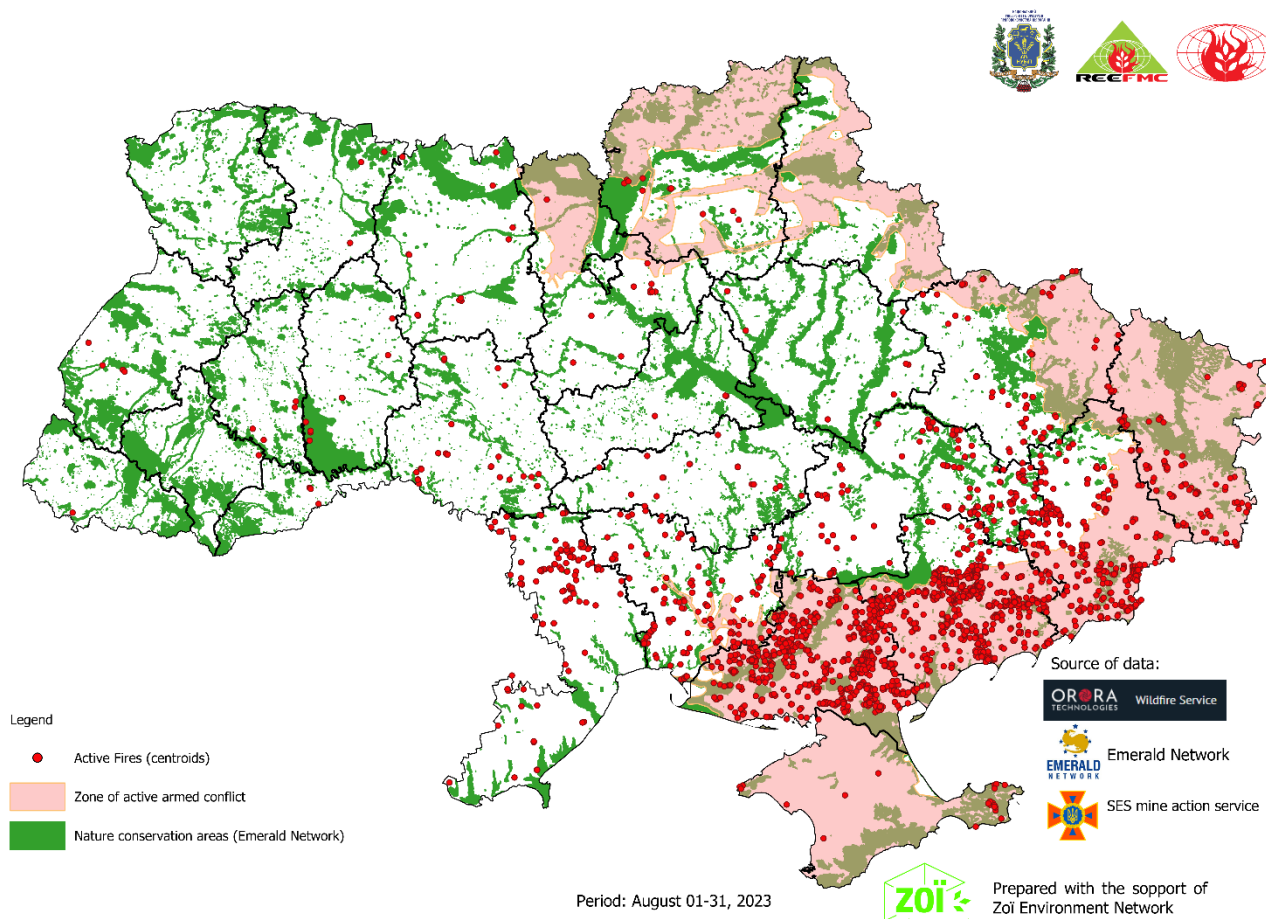 REEFMC
Source of data:
ORORA
TECHNOLOGIES
Wildfire Service
Legend
Active Fires (centroids)
Emerald Network
EMERALD
NETWORK
Zone of active armed conflict
SES mine action service
Nature conservation areas (Emerald Network)
Period: August 01-31, 2023
zoï
Prepared with the sopport of
Zoï Environment Network